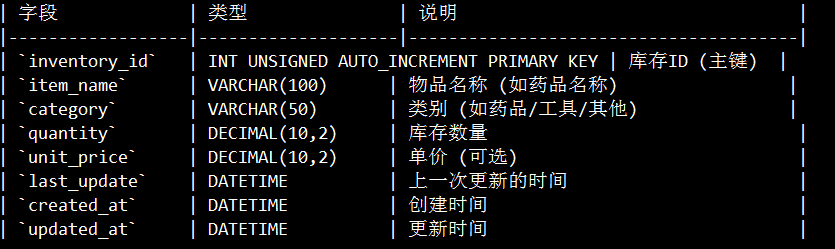 | 字段             | 类型              | 说明                                  |
|------------------|-------------------|---------------------------------------|
| `inventory_id`   | INT UNSIGNED AUTO_INCREMENT PRIMARY KEY | 库存ID (主键)  |
| `item_name`      | VARCHAR(100)      | 物品名称 (如药品名称)                 |
| `category`       | VARCHAR(50)       | 类别 (如药品/工具/其他)               |
| `quantity`       | DECIMAL(10,2)     | 库存数量                               |
| `unit_price`     | DECIMAL(10,2)     | 单价 (可选)                            |
| `last_update`    | DATETIME          | 上一次更新的时间                       |
| `created_at`     | DATETIME          | 创建时间                               |
| `updated_at`     | DATETIME          | 更新时间                               |